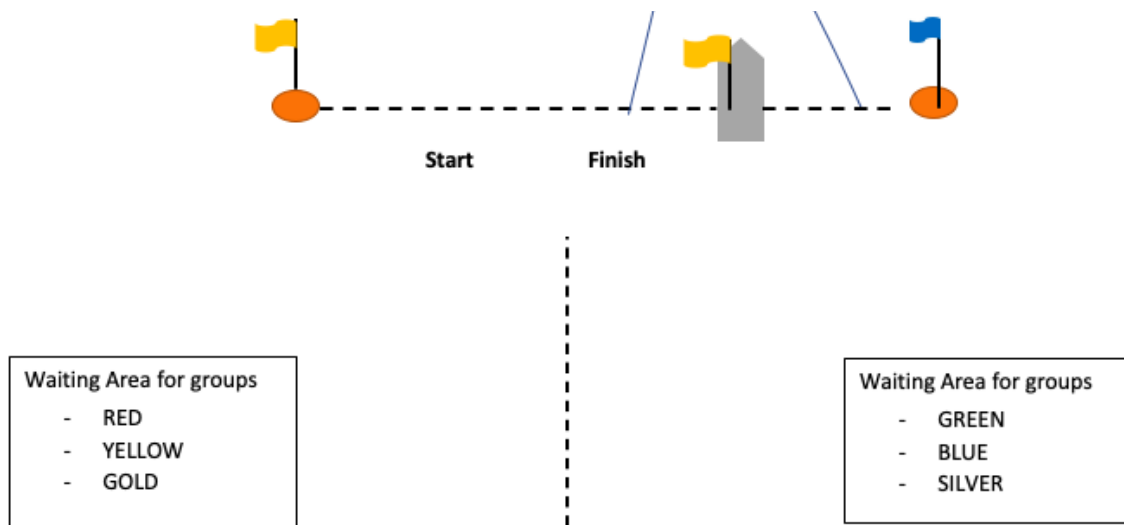 Start
Finish
Waiting Area for groups
- RED
- YELLOW
- GOLD
Waiting Area for groups
- GREEN
- BLUE
- SILVER